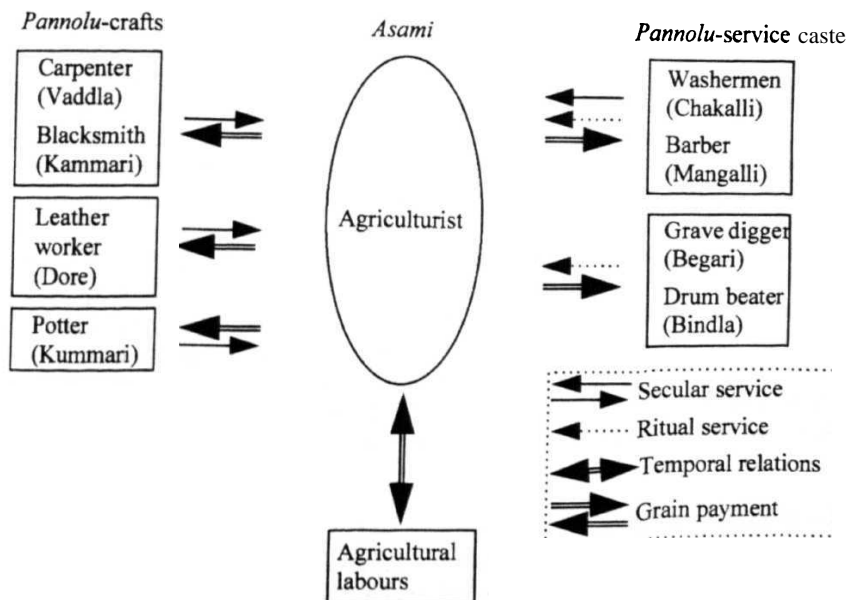 Pannolu-crafts
Carpenter
(Vaddla)
Blacksmith
(Kammari)
Leather
worker
(Dore)
Potter
(Kummari)
Asami
Agriculturist
Agricultural
labours
Pannolu-service caste
Washermen
(Chakalli)
Barber
(Mangalli)
Grave digger
(Begari)
Drum beater
(Bindla)
Secular service
Ritual service
Temporal relations
Grain payment